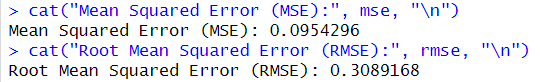 > cat("Mean Squared Error (MSE):", mse, "\n")
Mean Squared Error (MSE): 0.0954296
> cat("Root Mean Squared Error (RMSE):", rmse, "\n")
Root Mean Squared Error (RMSE): 0.3089168